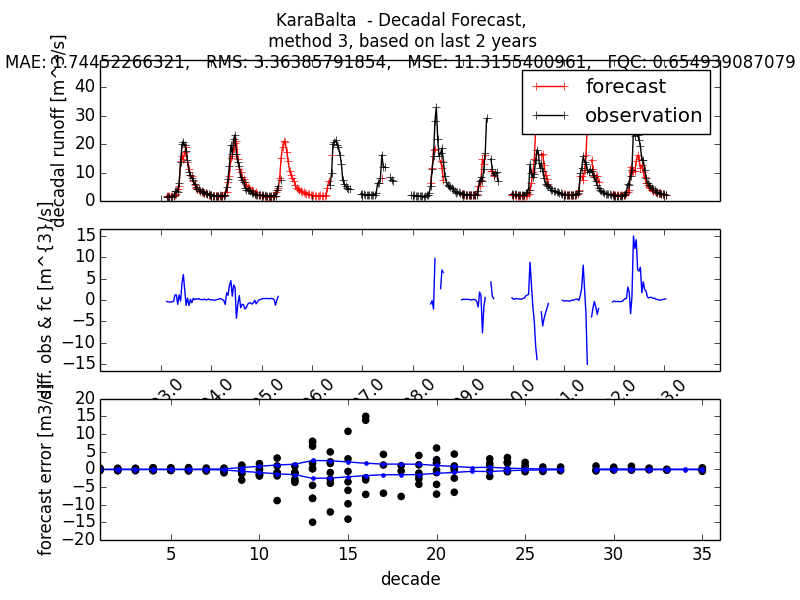 KaraBalta - Decadal Forecast,
method 3, based on last 2 years
MAE: 1.74452266321, RMS: 3.36385791854, MSE: 11.3155400961, FQC: 0.654939087079
decadal runoff [m^3/s]
40
30
20
10
0
forecast
observation
diff. obs & fc [m^{3}/s]
15
10
5
0
−5
−10
−15
forecast error [m3/s]
20
15
10
5
0
−5
−10
−15
−20
5 10 15 20 25 30 35
decade